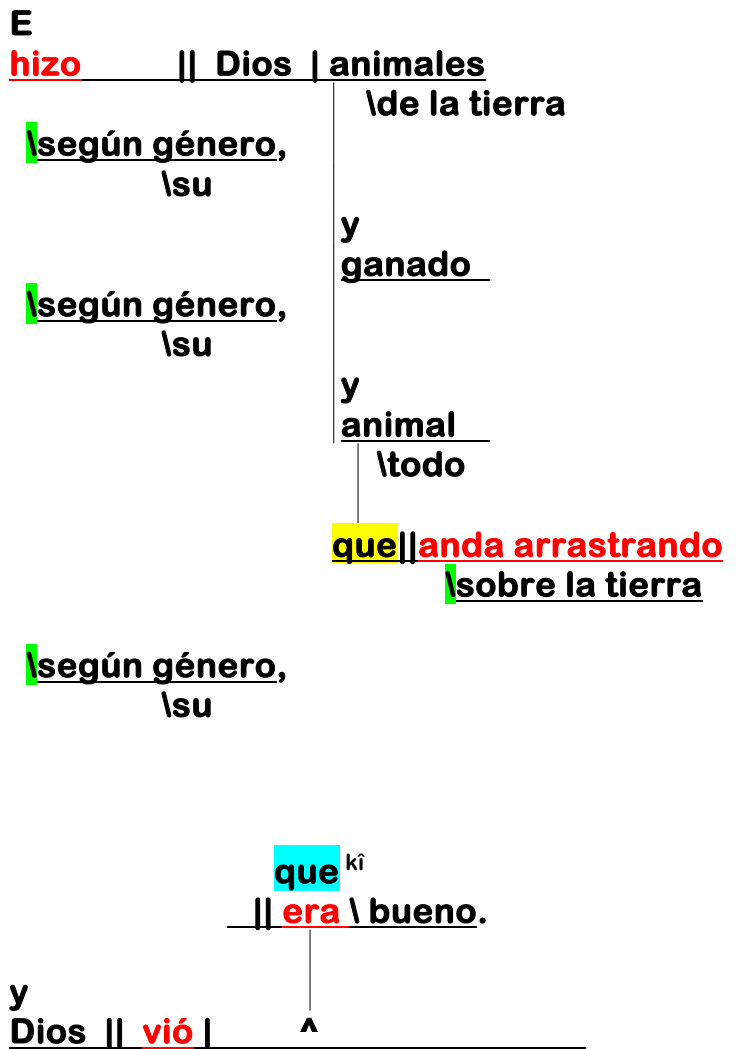 E
hizo || Dios | animales
\de la tierra
\según género,
\su
y
ganado
\según género,
\su
y
animal
\todo
que||anda arrastrando
\sobre la tierra
\según género,
\su
que kî
|| era \ bueno.
y
Dios || vió | ^